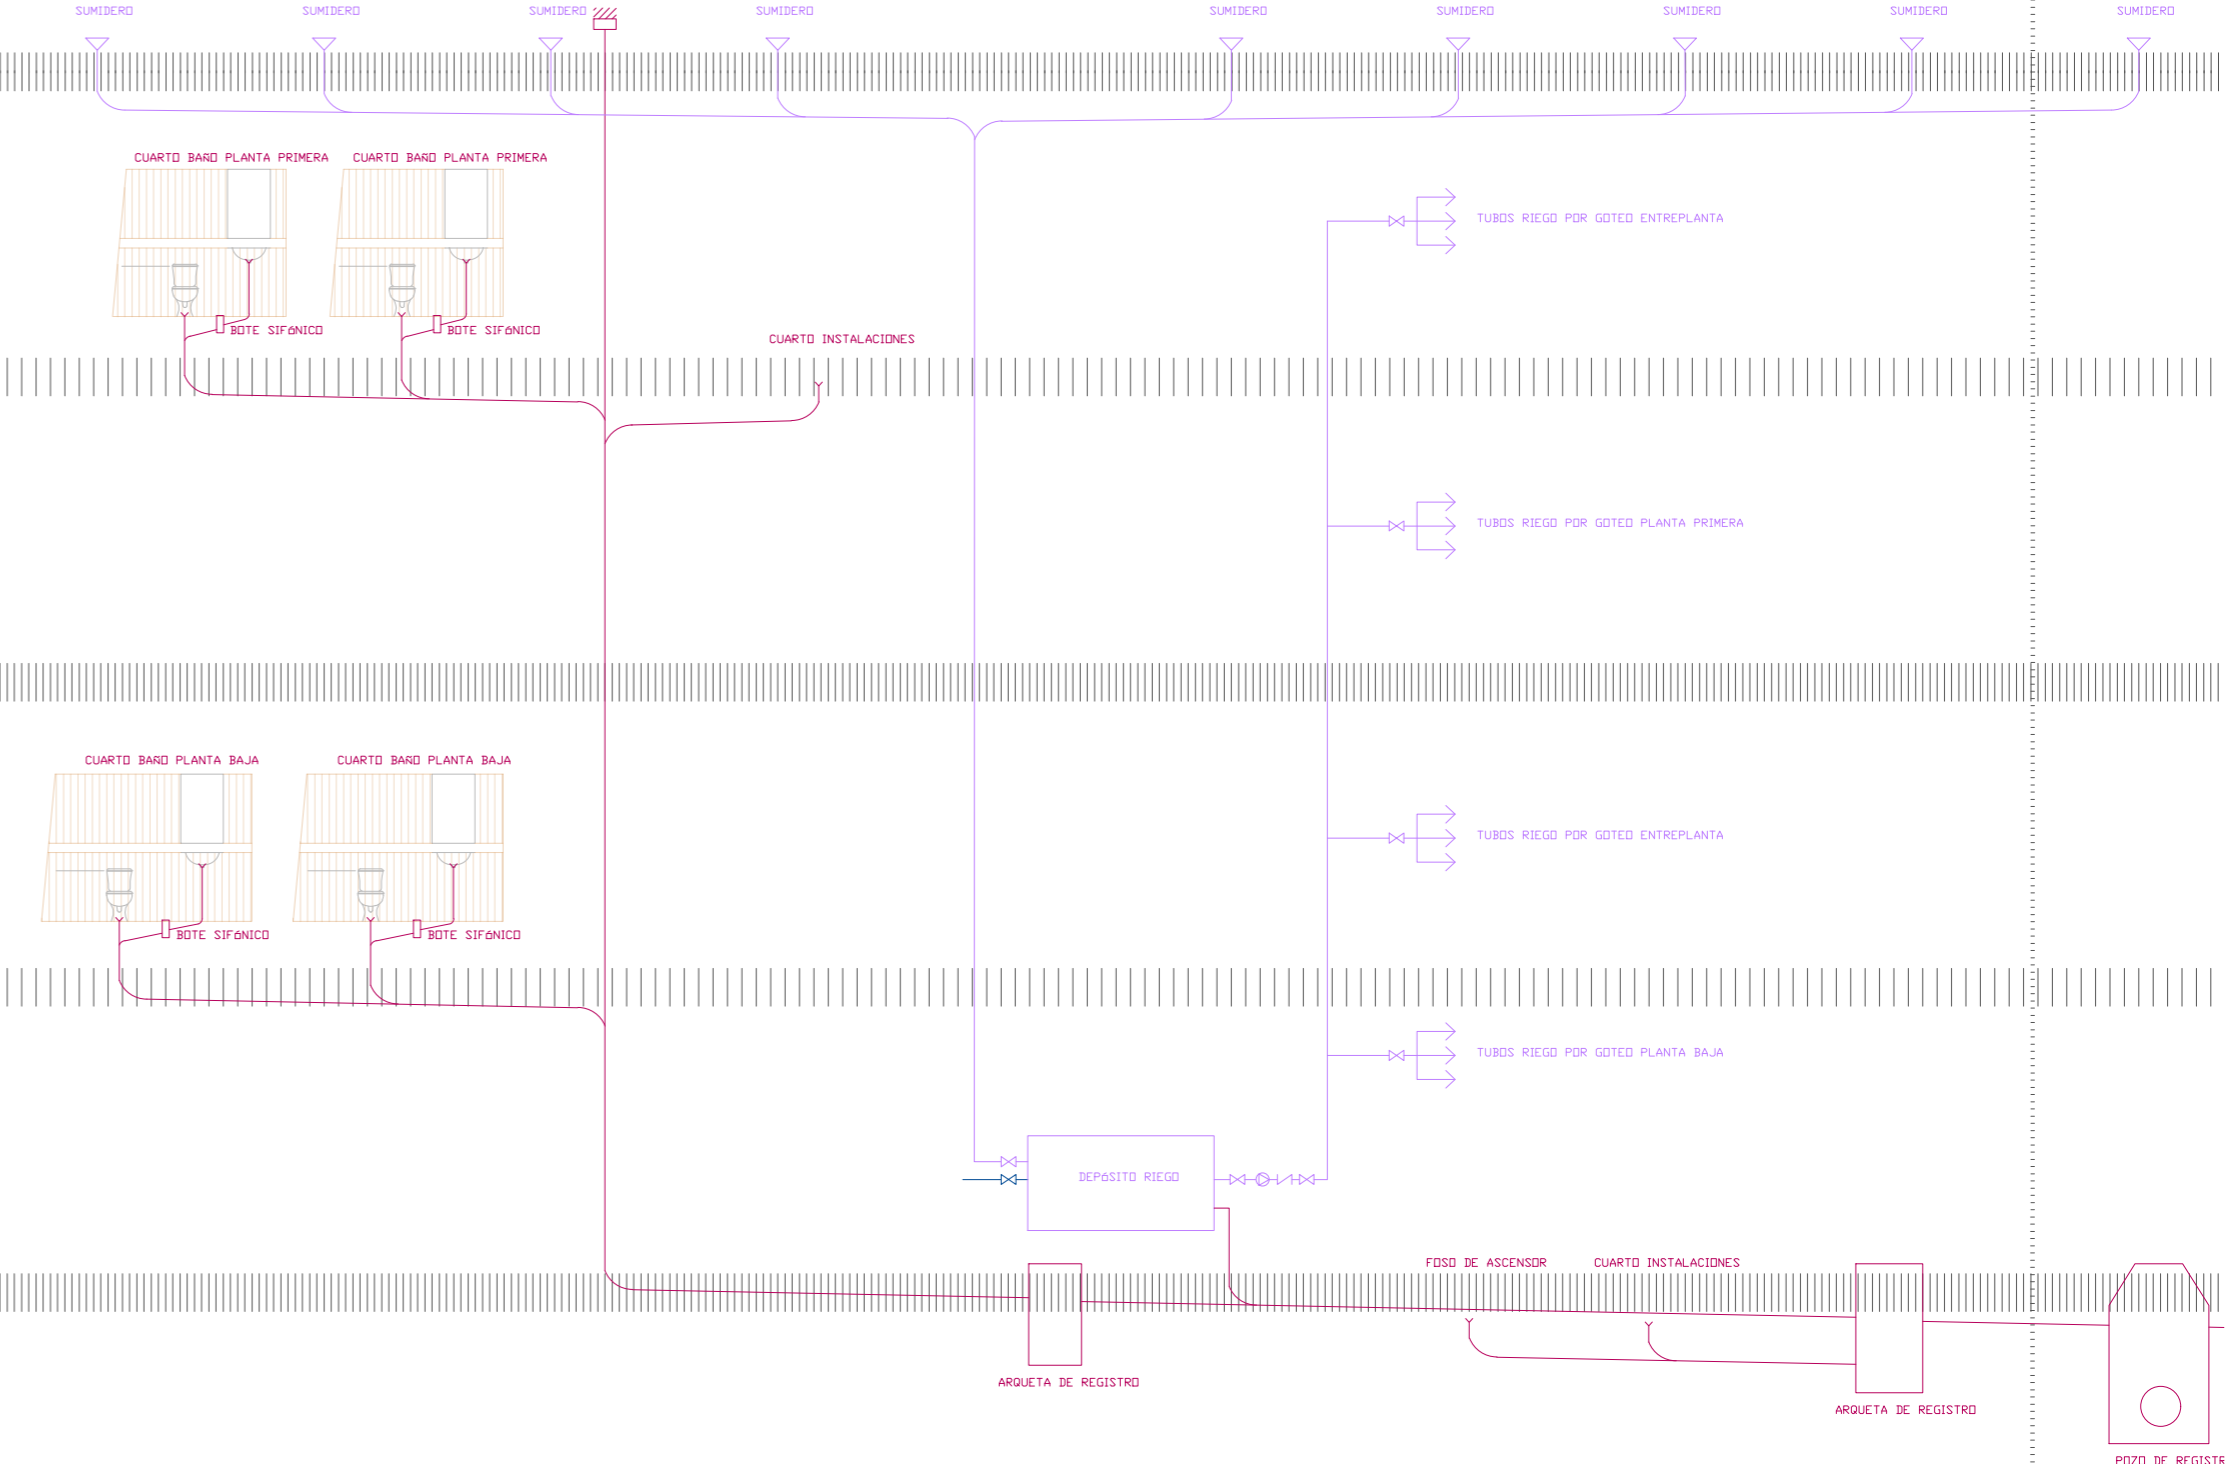 SUMIDERO
SUMIDERO
SUMIDERO
SUMIDERO
SUMIDERO
SUMIDERO
SUMIDERO
SUMIDERO
SUMIDERO
CUARTO BAÑO PLANTA PRIMERA
CUARTO BAÑO PLANTA PRIMERA
TUBOS RIEGO POR GOTEO ENTREPLANTA
BOTE SIFóNICO
BOTE SIFóNICO
CUARTO INSTALACIONES
TUBOS RIEGO POR GOTEO PLANTA PRIMERA
CUARTO BAÑO PLANTA BAJA
CUARTO BAÑO PLANTA BAJA
TUBOS RIEGO POR GOTEO ENTREPLANTA
BOTE SIFóNICO
BOTE SIFóNICO
TUBOS RIEGO POR GOTEO PLANTA BAJA
DEPóSITO RIEGO
FOSO DE ASCENSOR
CUARTO INSTALACIONES
ARQUETA DE REGISTRO
ARQUETA DE REGISTRO
POZO DE REGISTR